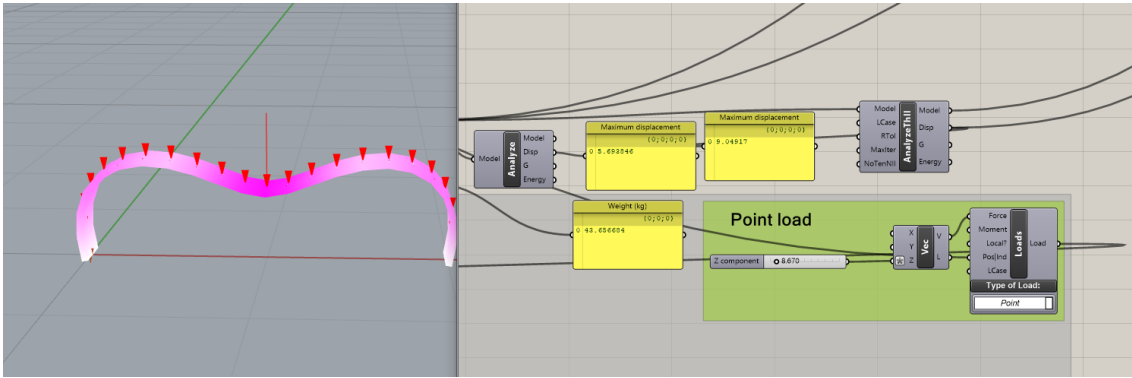 Model
Analyze
Model
Disp
G
Energy
Maximum displacement
{0;0;0;0}
0 5.693546
Maximum displacement
{0;0;0;0}
0 9.04917
Model
LCase
RTol
MaxIter
NoTenNII
AnalyzeThII
Model
Disp
G
Energy
Weight (kg)
{0;0;0}
0 43.656684
Point load
Z component
8.670
X
Y
Z
Vec
V
L
Force
Moment
Local?
Pos|Ind
LCase
Loads
Load
Type of Load:
Point